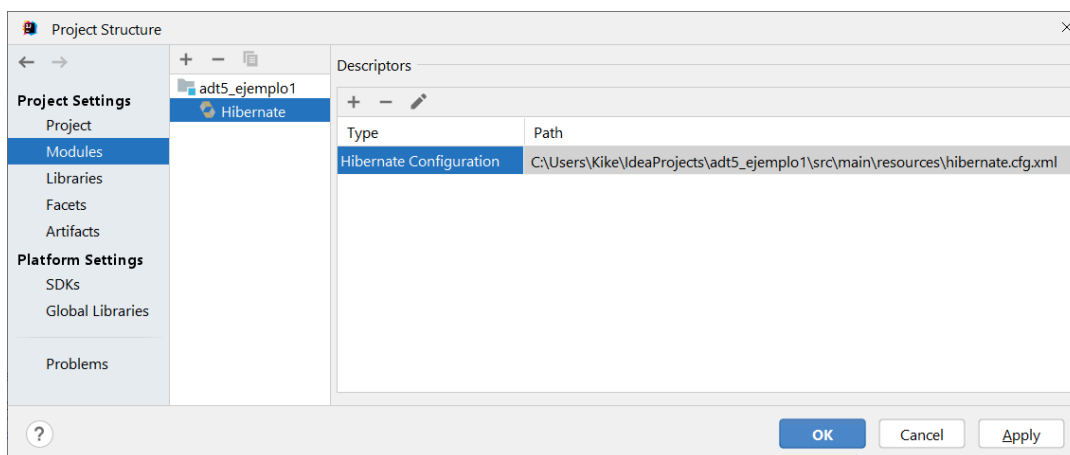 Project Structure
Project Settings
Project
Modules
Libraries
Facets
Artifacts
Platform Settings
SDKs
Global Libraries
Problems
adt5_ejemplo1
Hibernate
Descriptors
Type Path
Hibernate Configuration C:\Users\Kike\IdeaProjects\adt5_ejemplo1\src\main\resources\hibernate.cfg.xml
?
OK Cancel Apply